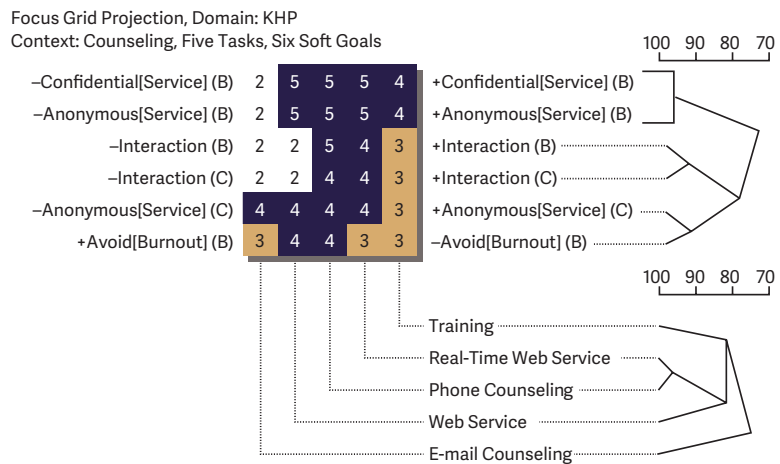 Focus Grid Projection, Domain: KHP
Context: Counseling, Five Tasks, Six Soft Goals
100 90 80 70
–Confidential[Service] (B) 2 5 5 5 4 +Confidential[Service] (B)
–Anonymous[Service] (B) 2 5 5 5 4 +Anonymous[Service] (B)
–Interaction (B) 2 2 5 4 3 +Interaction (B)
–Interaction (C) 2 2 4 4 3 +Interaction (C)
–Anonymous[Service] (C) 4 4 4 4 3 +Anonymous[Service] (C)
+Avoid[Burnout] (B) 3 4 4 3 3 –Avoid[Burnout] (B)
100 90 80 70
Training
Real-Time Web Service
Phone Counseling
Web Service
E-mail Counseling